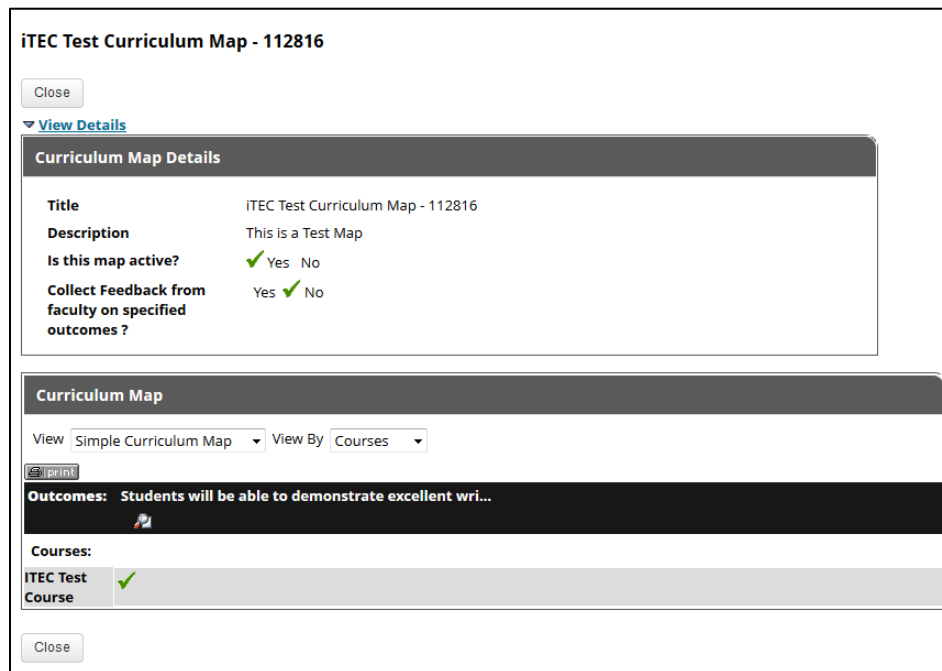 iTEC Test Curriculum Map - 112816
Close
View Details
Curriculum Map Details
Title iTEC Test Curriculum Map - 112816
Description This is a Test Map
Is this map active? Yes No
Collect Feedback from Yes No
faculty on specified
outcomes ?
Curriculum Map
View Simple Curriculum Map View By Courses
print
Outcomes: Students will be able to demonstrate excellent wri...
Courses:
ITEC Test
Course
Close